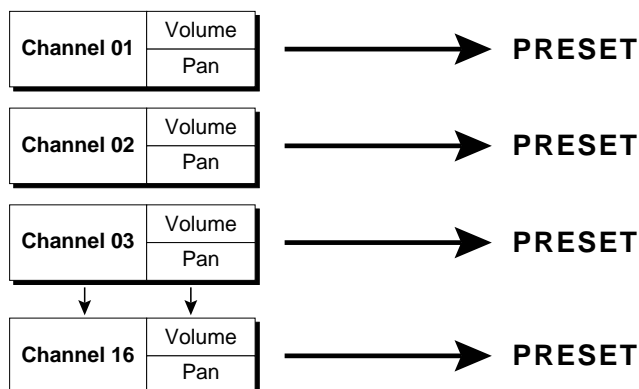 Channel 01 Volume Pan PRESET
Channel 02 Volume Pan PRESET
Channel 03 Volume Pan PRESET
Channel 16 Volume Pan PRESET